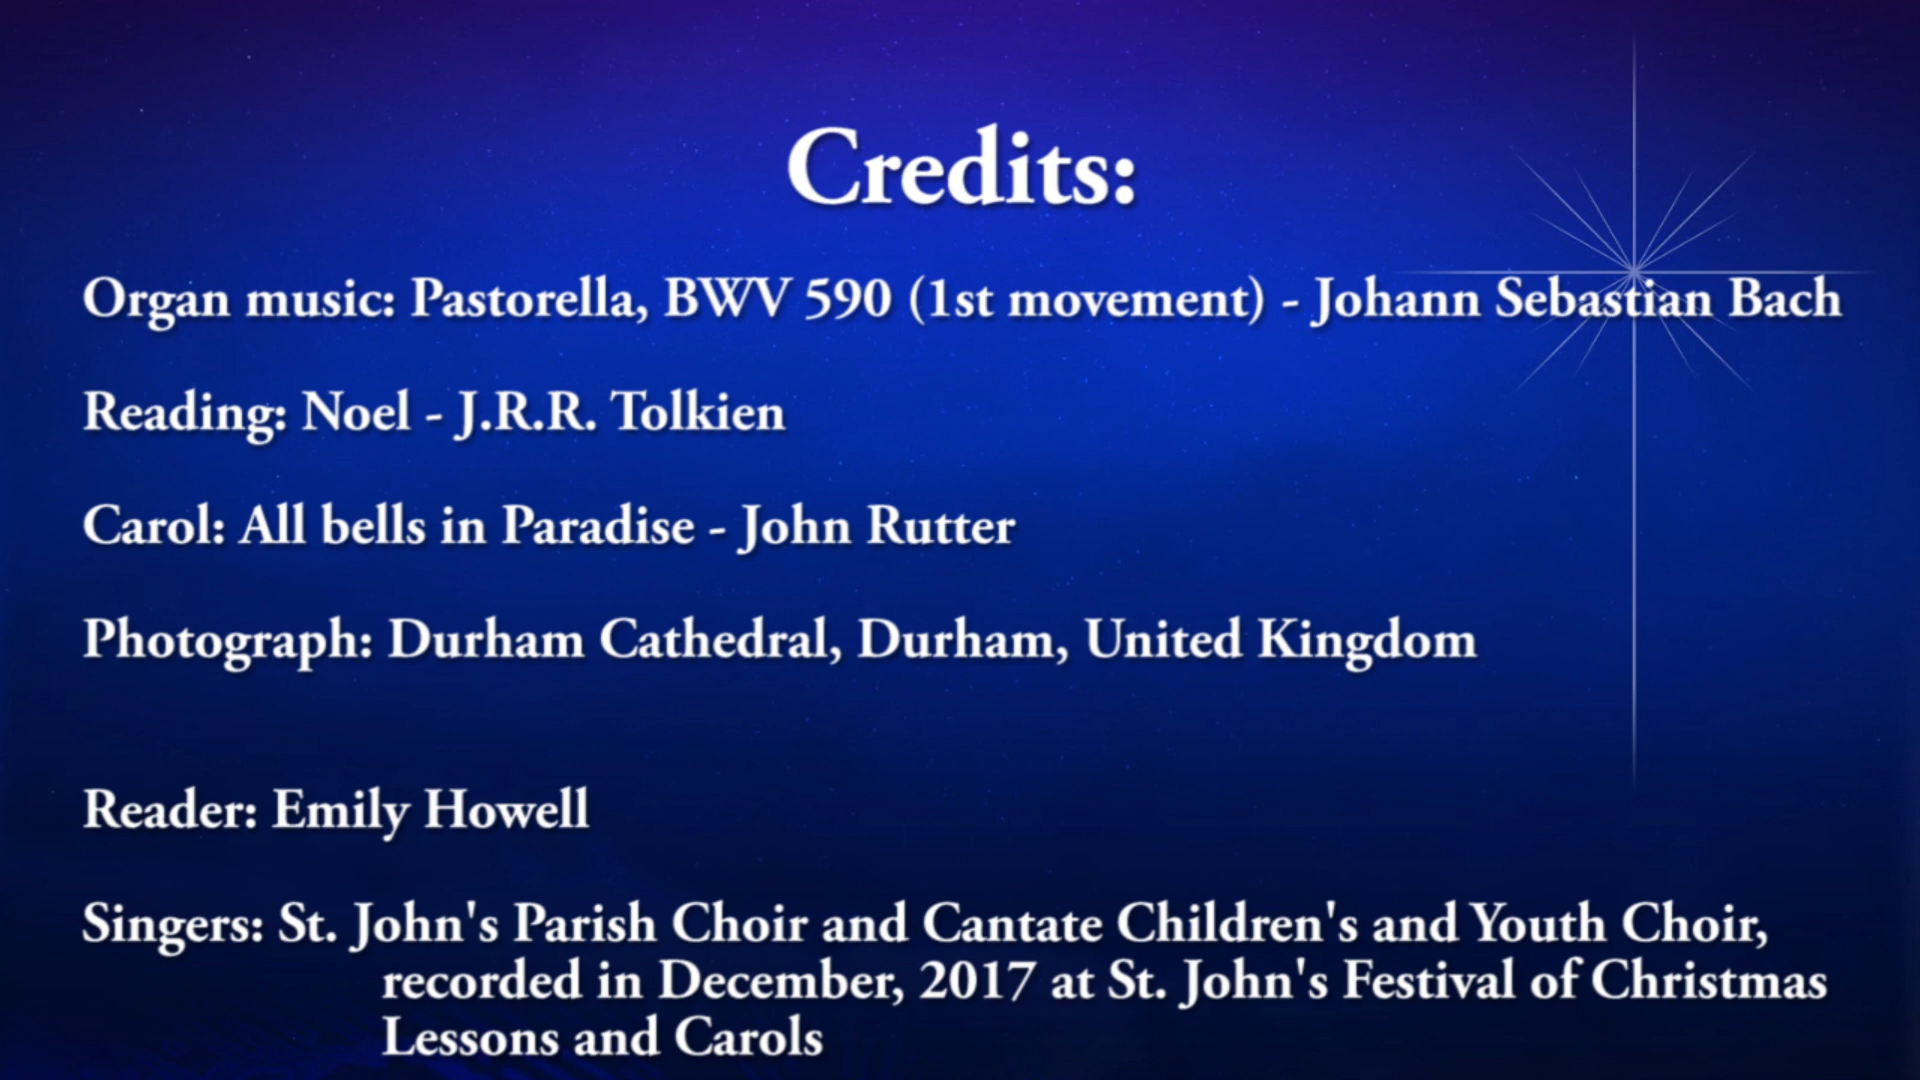 Credits:
Organ music: Pastorella, BWV 590 (1st movement) - Johann Sebastian Bach
Reading: Noel - J.R.R. Tolkien
Carol: All bells in Paradise - John Rutter
Photograph: Durham Cathedral, Durham, United Kingdom
Reader: Emily Howell
Singers: St. John's Parish Choir and Cantate Children's and Youth Choir,
recorded in December, 2017 at St. John's Festival of Christmas
Lessons and Carols